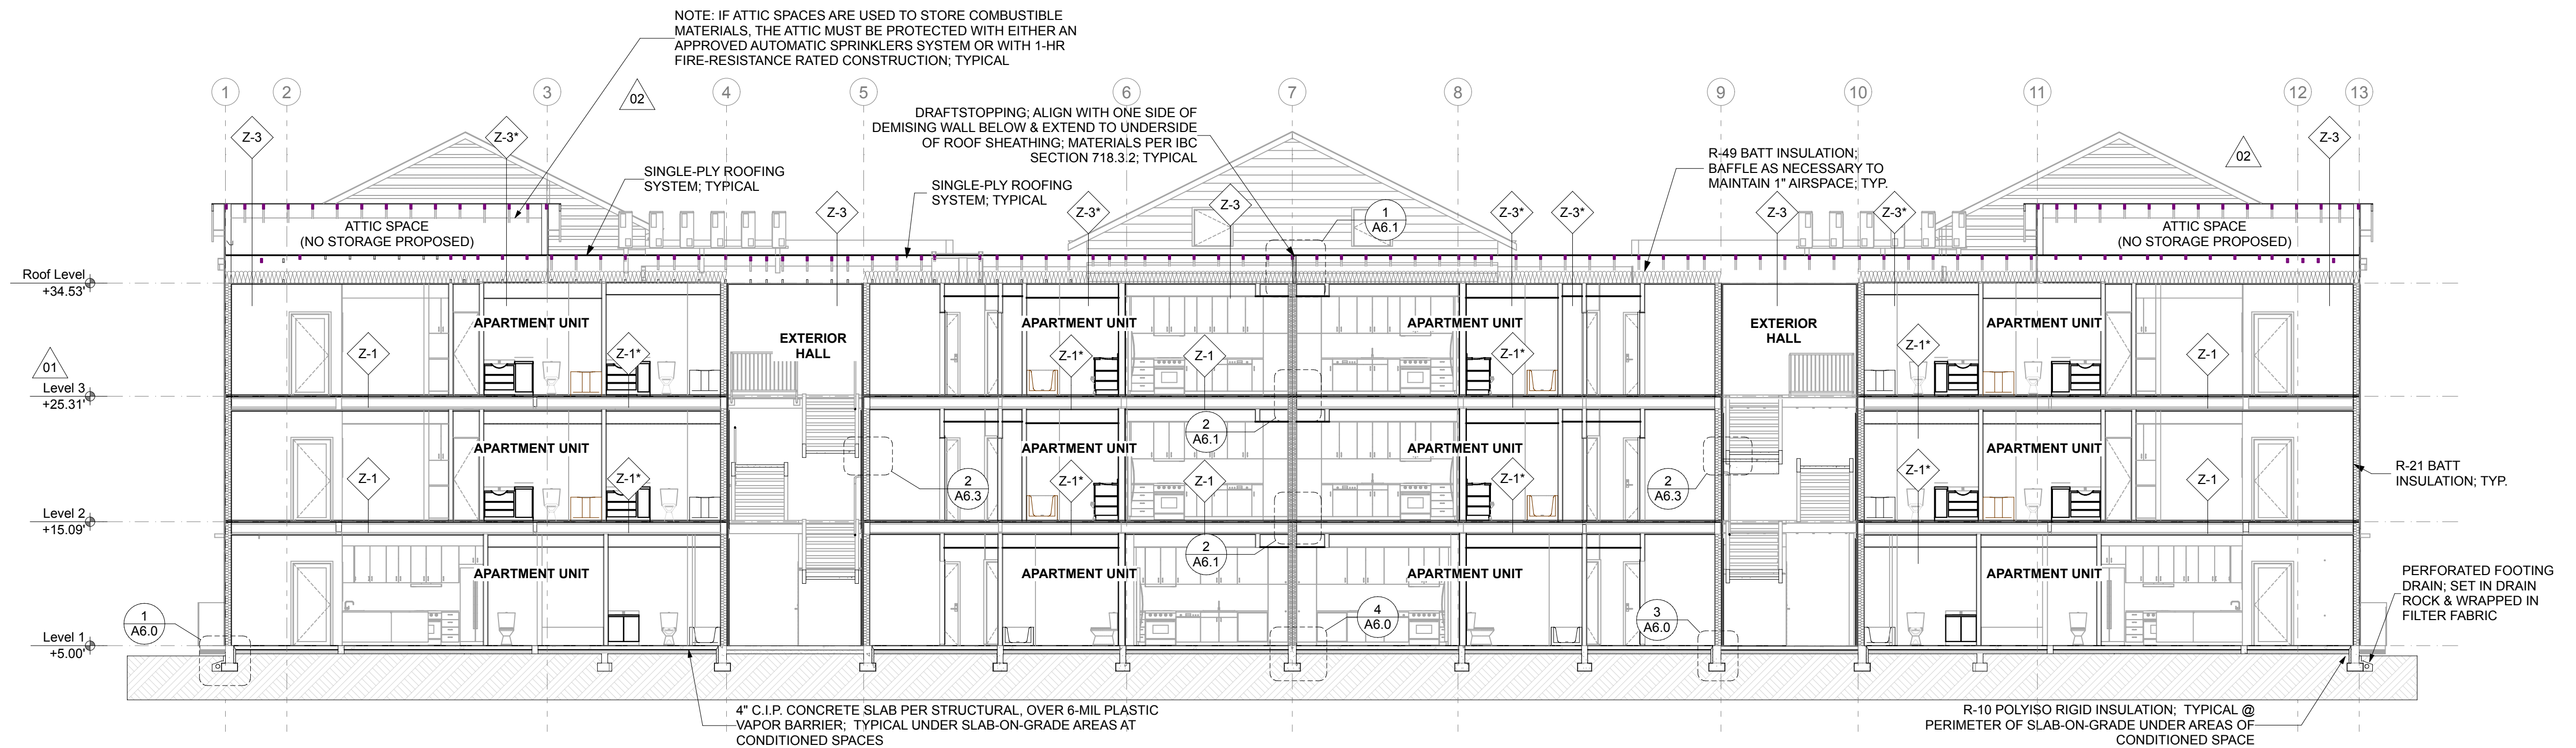 NOTE: IF ATTIC SPACES ARE USED TO STORE COMBUSTIBLE
MATERIALS, THE ATTIC MUST BE PROTECTED WITH EITHER AN
APPROVED AUTOMATIC SPRINKLERS SYSTEM OR WITH 1-HR
FIRE-RESISTANCE RATED CONSTRUCTION; TYPICAL
1
2
3
02
4
5
6
7
8
9
10
11
12
13
DRAFTSTOPPING; ALIGN WITH ONE SIDE OF
DEMISING WALL BELOW & EXTEND TO UNDERSIDE
OF ROOF SHEATHING; MATERIALS PER IBC
SECTION 718.3.2; TYPICAL
Z-3
Z-3*
Z-3
02
R-49 BATT INSULATION;
BAFFLE AS NECESSARY TO
MAINTAIN 1" AIRSPACE; TYP.
SINGLE-PLY ROOFING
SYSTEM; TYPICAL
SINGLE-PLY ROOFING
SYSTEM; TYPICAL
Z-3
Z-3*
Z-3
1
A6.1
Z-3*
Z-3*
Z-3
Z-3*
ATTIC SPACE
(NO STORAGE PROPOSED)
ATTIC SPACE
(NO STORAGE PROPOSED)
Roof Level
+34.53'
APARTMENT UNIT
EXTERIOR
HALL
APARTMENT UNIT
APARTMENT UNIT
EXTERIOR
HALL
APARTMENT UNIT
01
Z-1
Z-1*
Z-1*
Z-1
Z-1*
Z-1*
Z-1
Level 3
+25.31'
2
A6.1
APARTMENT UNIT
APARTMENT UNIT
APARTMENT UNIT
APARTMENT UNIT
Z-1
Z-1*
2
A6.3
Z-1*
Z-1
Z-1*
2
A6.3
Z-1*
Z-1
R-21 BATT
INSULATION; TYP.
Level 2
+15.09'
2
A6.1
APARTMENT UNIT
APARTMENT UNIT
APARTMENT UNIT
APARTMENT UNIT
PERFORATED FOOTING
DRAIN; SET IN DRAIN
ROCK & WRAPPED IN
FILTER FABRIC
1
A6.0
4
A6.0
3
A6.0
Level 1
+5.00'
4" C.I.P. CONCRETE SLAB PER STRUCTURAL, OVER 6-MIL PLASTIC
VAPOR BARRIER; TYPICAL UNDER SLAB-ON-GRADE AREAS AT
CONDITIONED SPACES
R-10 POLYISO RIGID INSULATION; TYPICAL @
PERIMETER OF SLAB-ON-GRADE UNDER AREAS OF
CONDITIONED SPACE